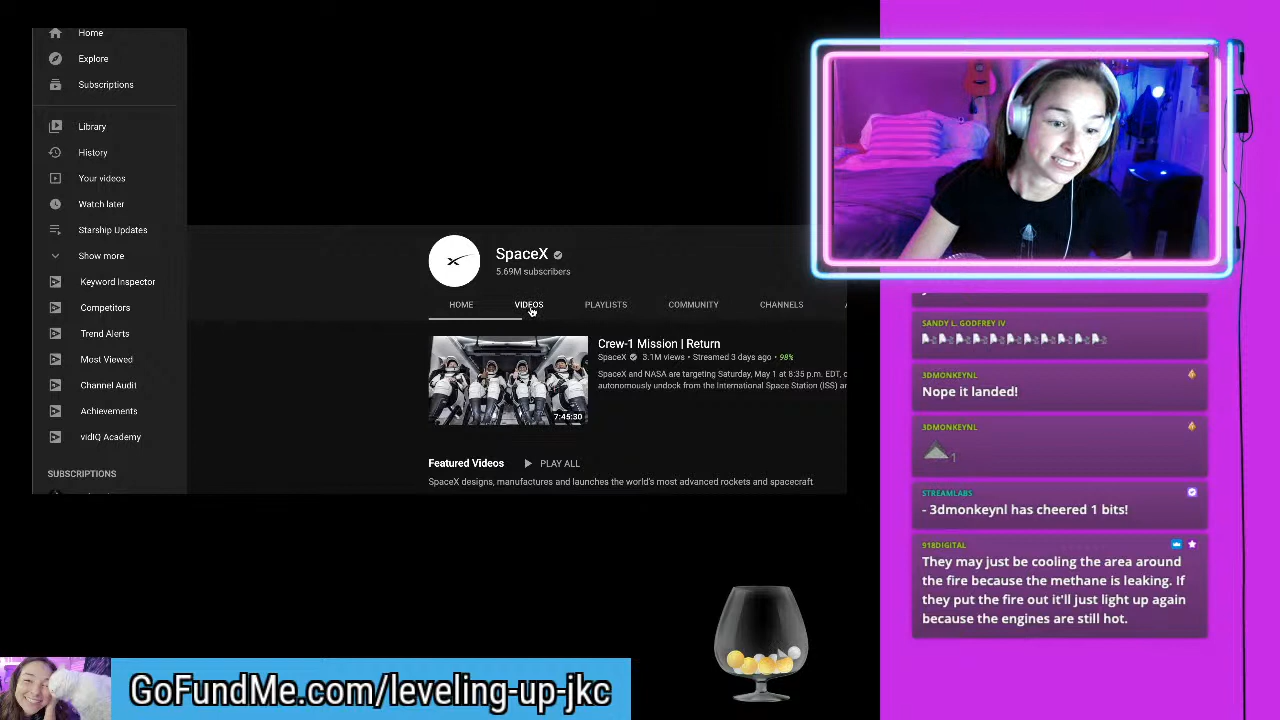 Home
Explore
Subscriptions
Library
History
Your videos
Watch later
Starship Updates
Show more
Keyword Inspector
Competitors
Trend Alerts
Most Viewed
Channel Audit
Achievements
vidIQ Academy
SUBSCRIPTIONS
SpaceX
5.69M subscribers
HOME VIDEOS PLAYLISTS COMMUNITY CHANNELS
7:45:30
Crew-1 Mission | Return
SpaceX 3.1M views • Streamed 3 days ago • 98%
SpaceX and NASA are targeting Saturday, May 1 at 8:35 p.m. EDT,
autonomously undock from the International Space Station (ISS)
Featured Videos PLAY ALL
SpaceX designs, manufactures and launches the world's most advanced rockets and spacecraft
SANDY L. GODFREY IV
3DMONKEYNL
Nope it landed!
3DMONKEYNL
1
STREAMLABS
- 3dmonkeynl has cheered 1 bits!
918DIGITAL
They may just be cooling the area around
the fire because the methane is leaking. If
they put the fire out it'll just light up again
because the engines are still hot.
GoFundMe.com/leveling-up-jkc